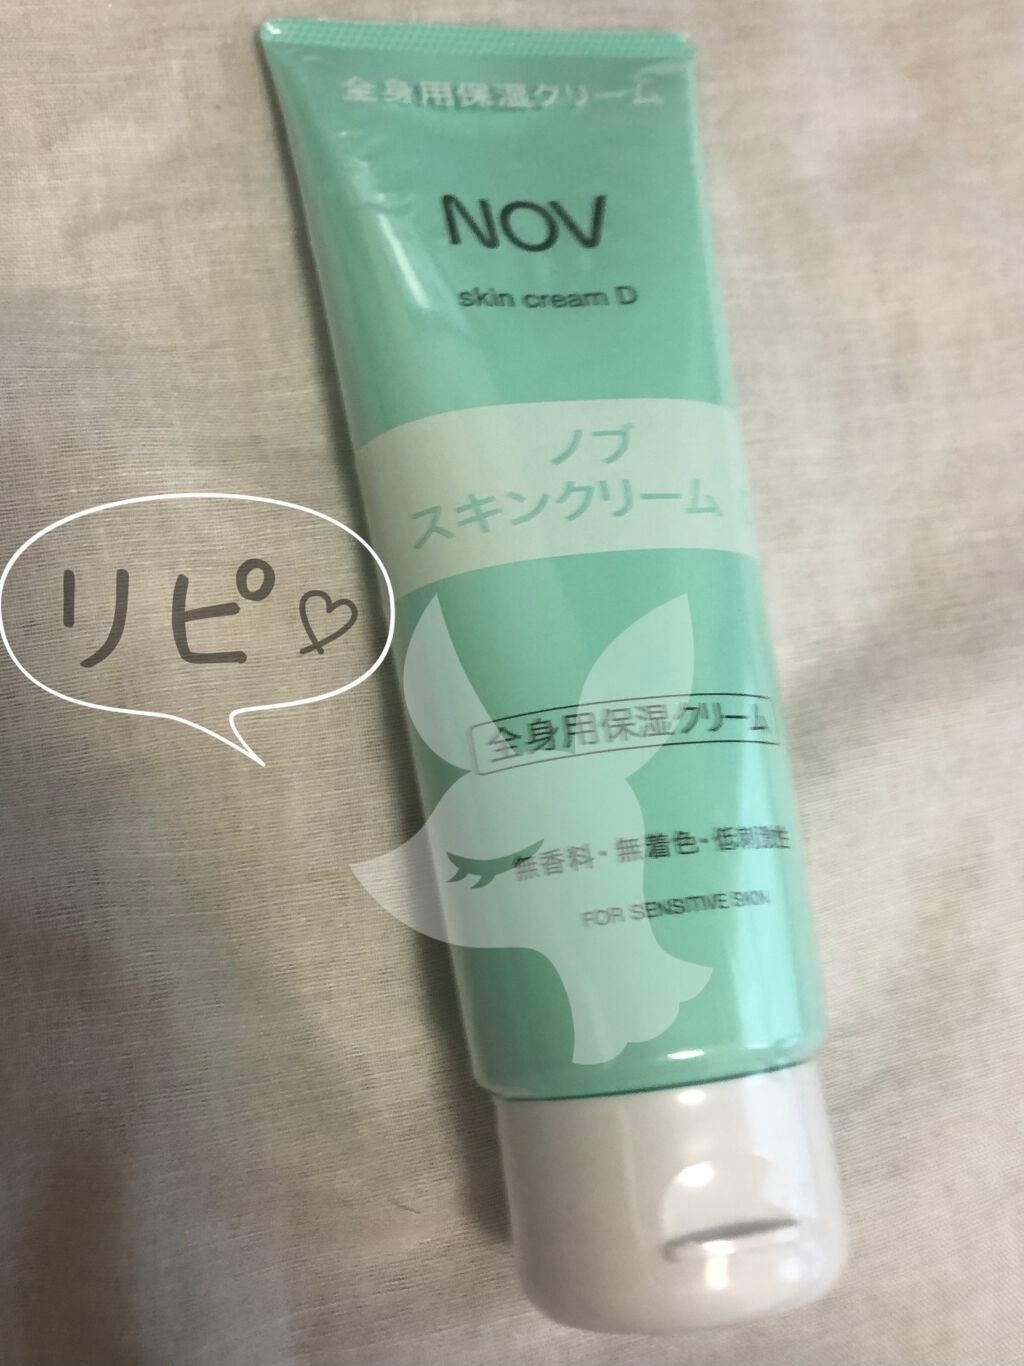 全身用保湿クリーム
NOV
skin cream D
ノブ
スキンクリーム
リピ♡
全身用保湿クリーム
無香料・無着色・低刺激性
FOR SENSITIVE SKIN